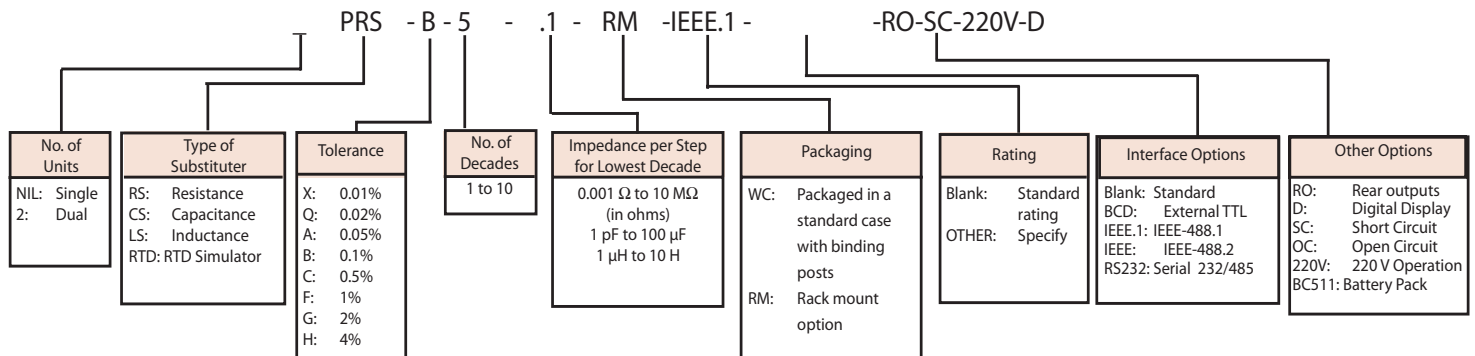 _ PRS - B - 5 - .1 - RM -IEEE.1 - -RO-SC-220V-D
No. of
Units
NIL: Single
2: Dual
Type of
Substituter
RS: Resistance
CS: Capacitance
LS: Inductance
RTD: RTD Simulator
Tolerance
X: 0.01%
Q: 0.02%
A: 0.05%
B: 0.1%
C: 0.5%
F: 1%
G: 2%
H: 4%
No. of
Decades
1 to 10
Impedance per Step
for Lowest Decade
0.001 Ω to 10 MΩ
(in ohms)
1 pF to 100 µF
1 µH to 10 H
Packaging
WC: Packaged in a
standard case
with binding
posts
RM: Rack mount
option
Rating
Blank: Standard
rating
OTHER: Specify
Interface Options
Blank: Standard
BCD: External TTL
IEEE.1: IEEE-488.1
IEEE: IEEE-488.2
RS232: Serial 232/485
Other Options
RO: Rear outputs
D: Digital Display
SC: Short Circuit
OC: Open Circuit
220V: 220 V Operation
BC511: Battery Pack